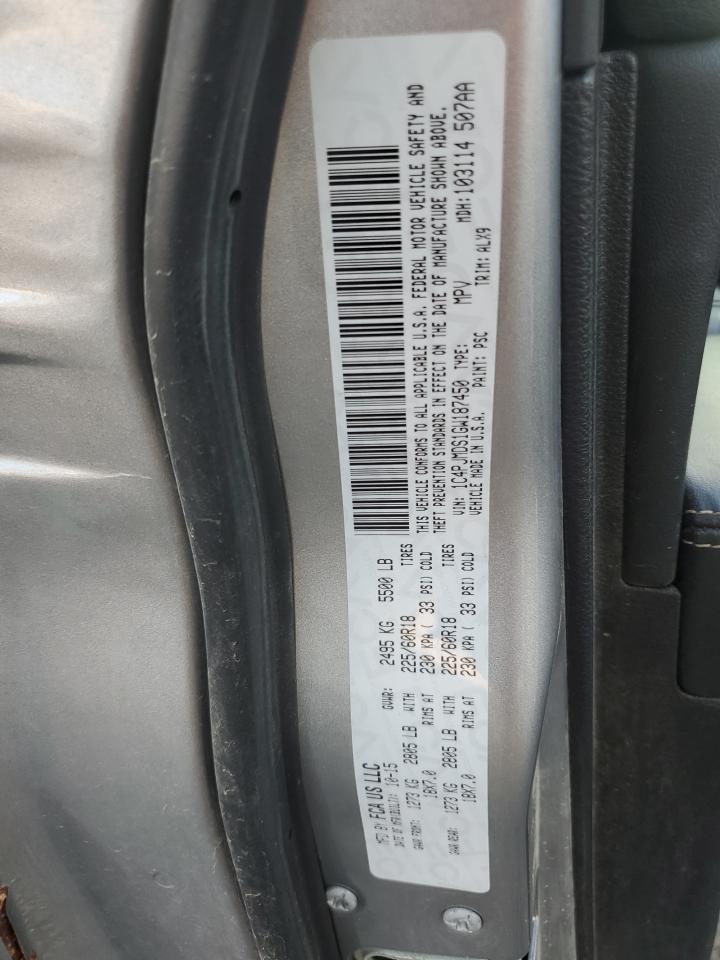 MFD BY FCA US LLC
DATE OF MFR(BUILT): 10-15 GVWR: 2495 KG 5500 LB
GAWR FRONT: 1273 KG 2805 LB WITH 225/60R18 TIRES
18X7.0 RIMS AT 230 KPA ( 33 PSI) COLD
GAWR REAR: 1273 KG 2805 LB WITH 225/60R18 TIRES
18X7.0 RIMS AT 230 KPA ( 33 PSI) COLD
THIS VEHICLE CONFORMS TO ALL APPLICABLE U.S.A. FEDERAL MOTOR VEHICLE SAFETY AND
THEFT PREVENTION STANDARDS IN EFFECT ON THE DATE OF MANUFACTURE SHOWN ABOVE.
VIN: 1C4PJMDS1GW187450 TYPE: MPV MDH: 103114 507AA
VEHICLE MADE IN U.S.A. PAINT: PSC TRIM: ALX9